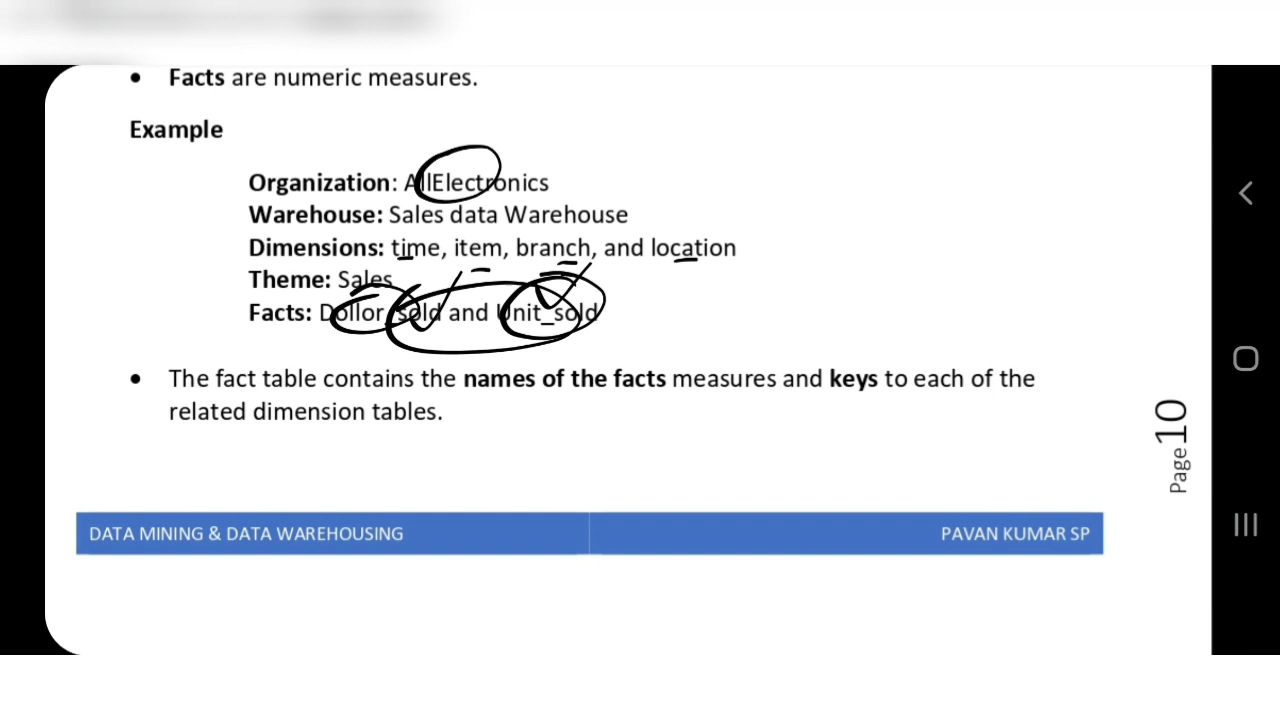 • Facts are numeric measures.
Example
Organization: AllElectronics
Warehouse: Sales data Warehouse
Dimensions: time, item, branch, and location
Theme: Sales
Facts: Dollor_sold and Unit_sold
• The fact table contains the names of the facts measures and keys to each of the
related dimension tables.
Page10
DATA MINING & DATA WAREHOUSING PAVAN KUMAR SP